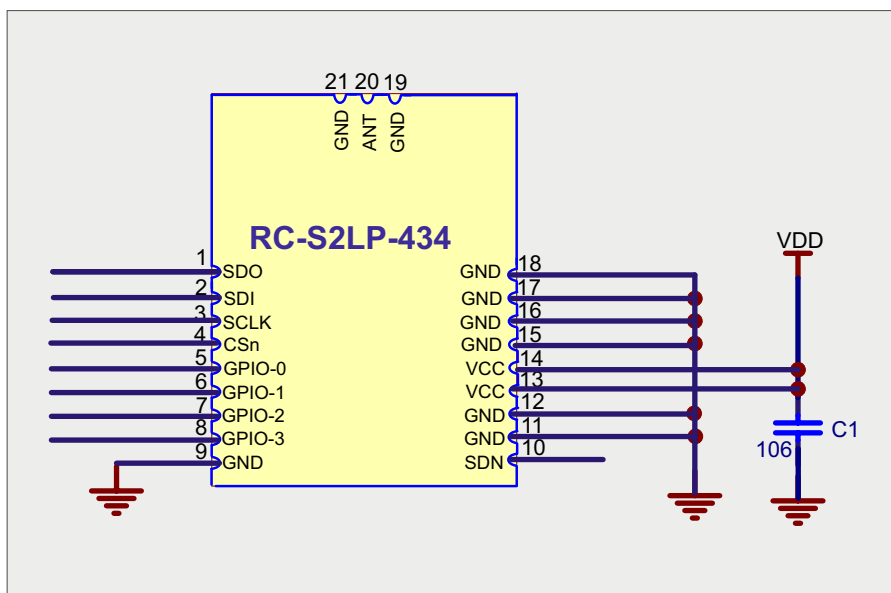 21 20 19
GND ANT GND
RC-S2LP-434
VDD
1 SDO
2 SDI
3 SCLK
4 CSn
5 GPIO-0
6 GPIO-1
7 GPIO-2
8 GPIO-3
9 GND
GND 18
GND 17
GND 16
GND 15
VCC 14
VCC 13
GND 12
GND 11
SDN 10
C1
106